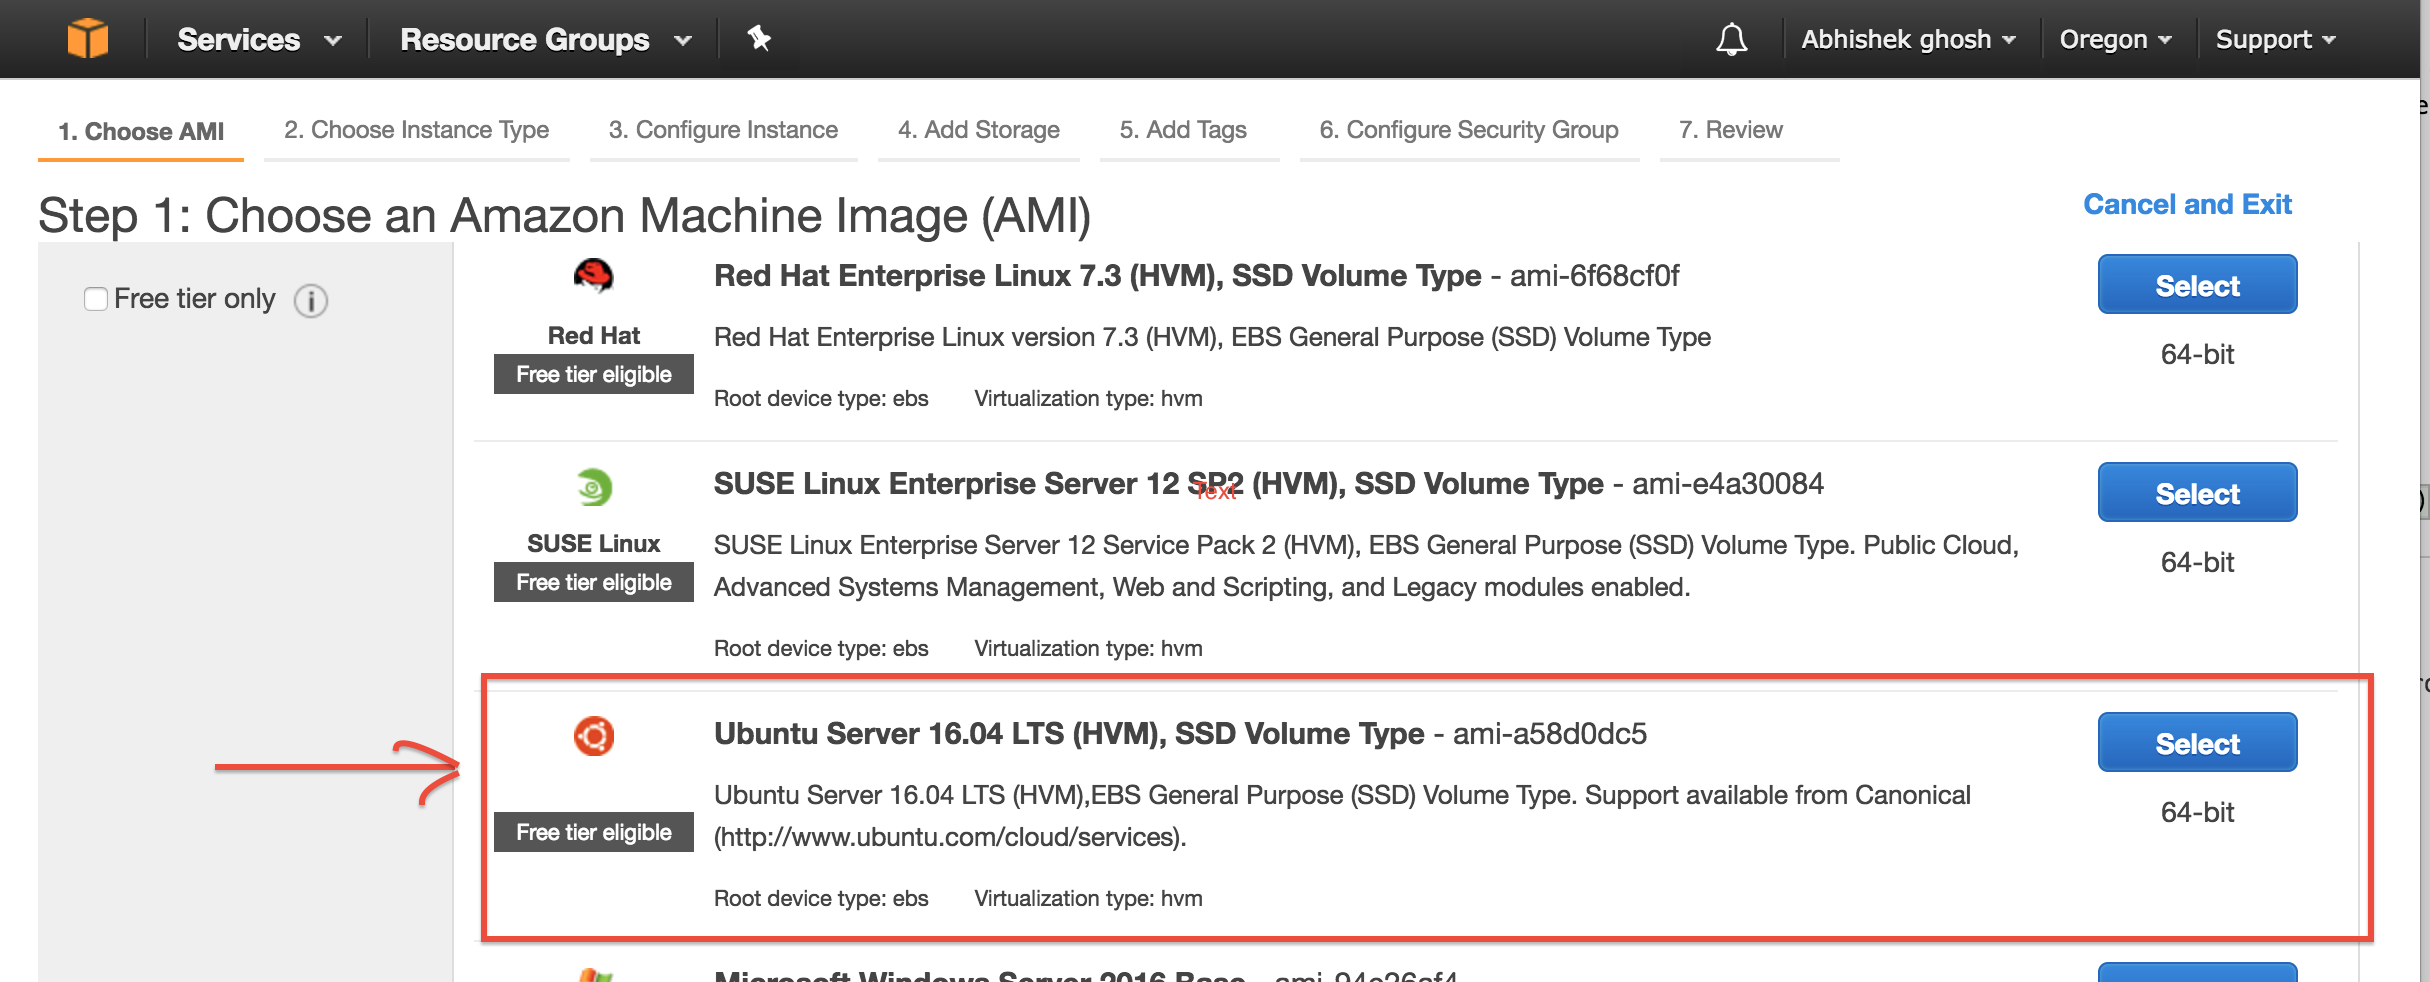 Services Resource Groups Abhishek ghosh Oregon Support
1. Choose AMI 2. Choose Instance Type 3. Configure Instance 4. Add Storage 5. Add Tags 6. Configure Security Group 7. Review
Step 1: Choose an Amazon Machine Image (AMI)
Cancel and Exit
Free tier only
Red Hat
Free tier eligible
Red Hat Enterprise Linux 7.3 (HVM), SSD Volume Type - ami-6f68cf0f
Red Hat Enterprise Linux version 7.3 (HVM), EBS General Purpose (SSD) Volume Type
Root device type: ebs Virtualization type: hvm
Select
64-bit
SUSE Linux
Free tier eligible
SUSE Linux Enterprise Server 12 SP2 (HVM), SSD Volume Type - ami-e4a30084
Text
SUSE Linux Enterprise Server 12 Service Pack 2 (HVM), EBS General Purpose (SSD) Volume Type. Public Cloud,
Advanced Systems Management, Web and Scripting, and Legacy modules enabled.
Root device type: ebs Virtualization type: hvm
Select
64-bit
Free tier eligible
Ubuntu Server 16.04 LTS (HVM), SSD Volume Type - ami-a58d0dc5
Ubuntu Server 16.04 LTS (HVM),EBS General Purpose (SSD) Volume Type. Support available from Canonical
(http://www.ubuntu.com/cloud/services).
Root device type: ebs Virtualization type: hvm
Select
64-bit
Microsoft Windows Server 2016 Base